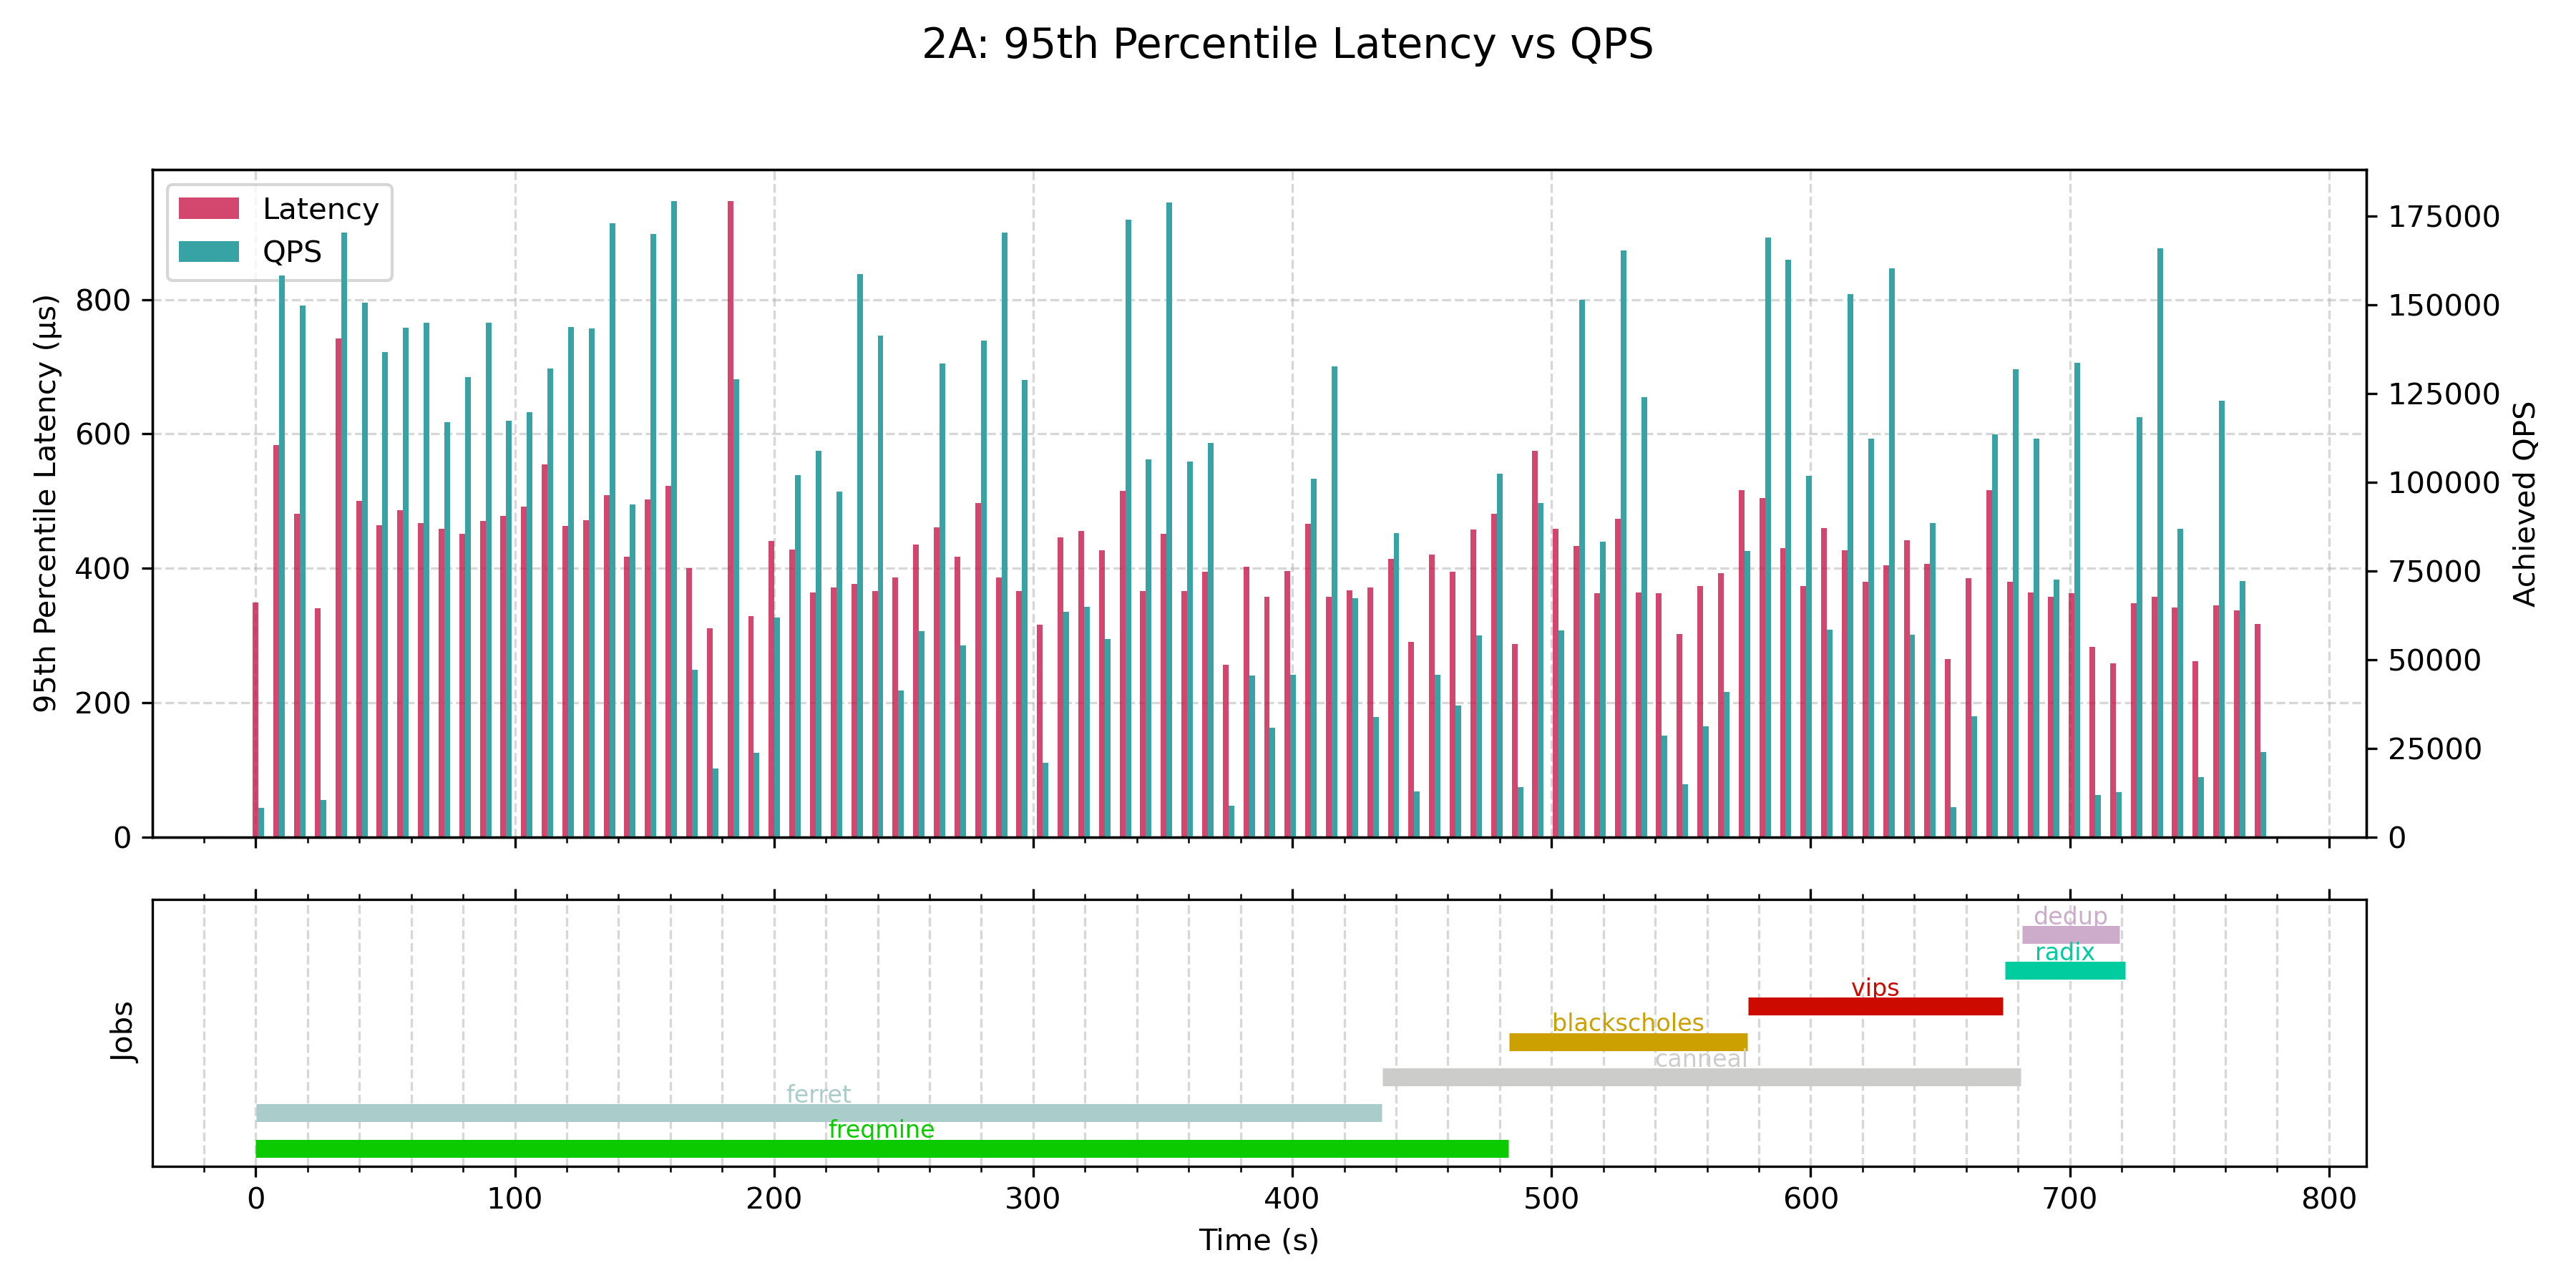 2A: 95th Percentile Latency vs QPS
Latency
QPS
95th Percentile Latency (µs)
800
600
400
200
0
Achieved QPS
175000
150000
125000
100000
75000
50000
25000
0
Jobs
dedup
radix
vips
blackscholes
canneal
ferret
freqmine
0 100 200 300 400 500 600 700 800
Time (s)